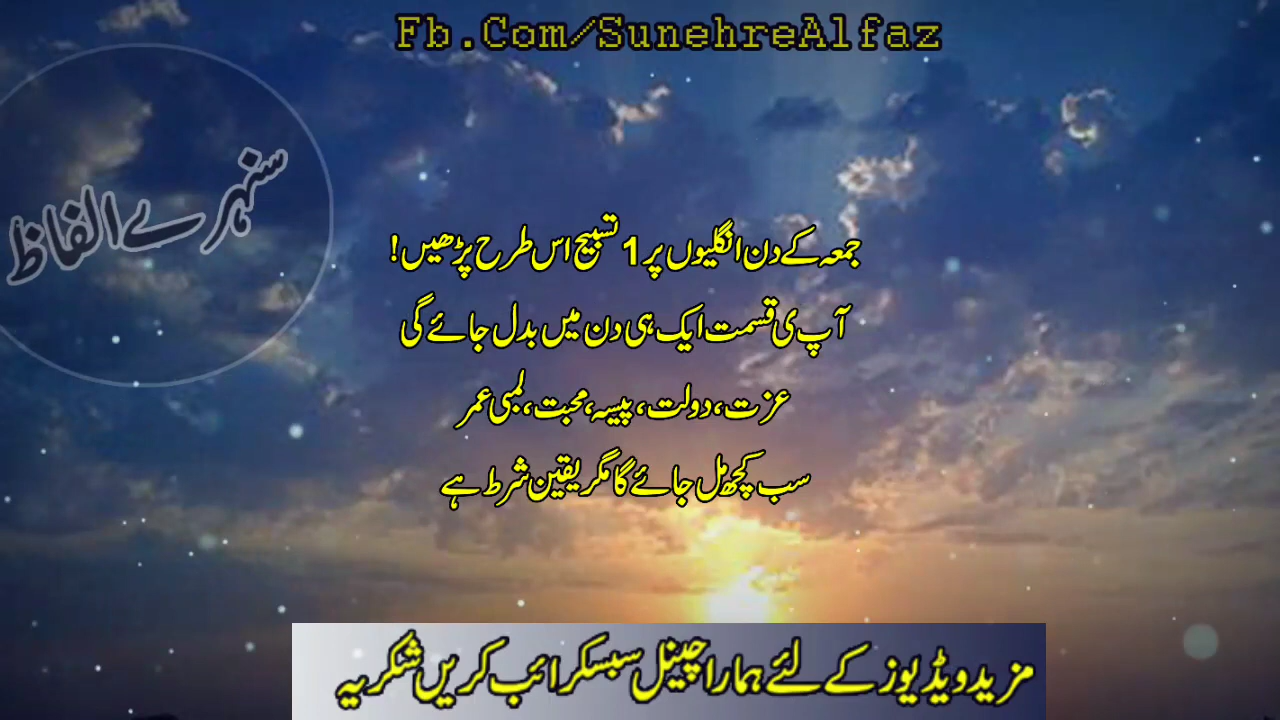 Fb.Com/SunehreAlfaz
سنہرے الفاظ
جمعہ کے دن انگلیوں پر 1 تسبیح اس طرح پڑھیں!
آپ ی قسمت ایک ہی دن میں بدل جائے گی
عزت، دولت، پیسہ، محبت، لمبی عمر
سب کچھ مل جائے گا مگر یقین شرط ہے
مزید ویڈیوز کے لئے ہمارا چینل سبسکرائب کریں شکریہ